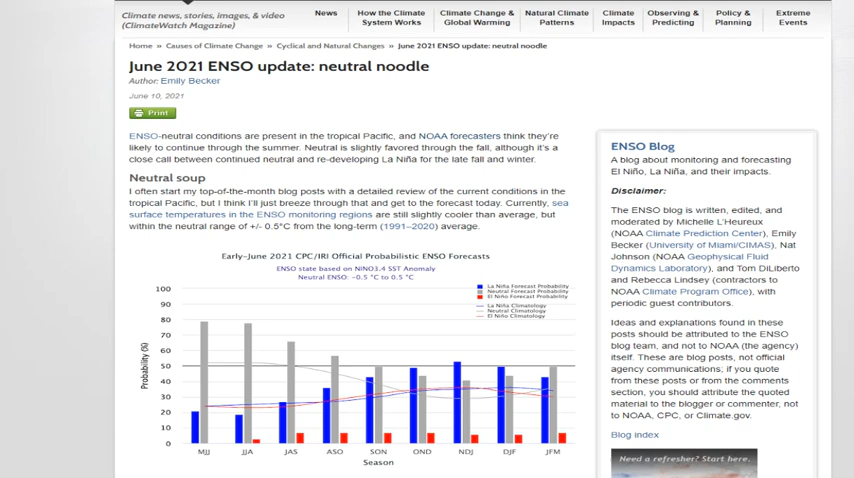 Climate news, stories, images, & video
(ClimateWatch Magazine)
News
How the Climate
System Works
Climate Change &
Global Warming
Natural Climate
Patterns
Climate
Impacts
Observing &
Predicting
Policy &
Planning
Extreme
Events
Home » Causes of Climate Change » Cyclical and Natural Changes » June 2021 ENSO update: neutral noodle
June 2021 ENSO update: neutral noodle
Author: Emily Becker
June 10, 2021
Print
ENSO-neutral conditions are present in the tropical Pacific, and NOAA forecasters think they're
likely to continue through the summer. Neutral is slightly favored through the fall, although it's a
close call between continued neutral and re-developing La Niña for the late fall and winter.
Neutral soup
I often start my top-of-the-month blog posts with a detailed review of the current conditions in the
tropical Pacific, but I think I'll just breeze through that and get to the forecast today. Currently, sea
surface temperatures in the ENSO monitoring regions are still slightly cooler than average, but
within the neutral range of +/- 0.5°C from the long-term (1991–2020) average.
Early-June 2021 CPC/IRI Official Probabilistic ENSO Forecasts
ENSO state based on NINO3.4 SST Anomaly
Neutral ENSO: -0.5 °C to 0.5 °C
La Niña Forecast Probability
Neutral Forecast Probability
El Niño Forecast Probability
La Niña Climatology
Neutral Climatology
El Niño Climatology
Probability (%)
100
90
80
70
60
50
40
30
20
10
0
MJJ JJA JAS ASO SON OND NDJ DJF JFM
Season
ENSO Blog
A blog about monitoring and forecasting
El Niño, La Niña, and their impacts.
Disclaimer:
The ENSO blog is written, edited, and
moderated by Michelle L'Heureux
(NOAA Climate Prediction Center), Emily
Becker (University of Miami/CIMAS), Nat
Johnson (NOAA Geophysical Fluid
Dynamics Laboratory), and Tom DiLiberto
and Rebecca Lindsey (contractors to
NOAA Climate Program Office), with
periodic guest contributors.
Ideas and explanations found in these
posts should be attributed to the ENSO
blog team, and not to NOAA (the agency)
itself. These are blog posts, not official
agency communications; if you quote
from these posts or from the comments
section, you should attribute the quoted
material to the blogger or commenter, not
to NOAA, CPC, or Climate.gov.
Blog index
Need a refresher? Start here.